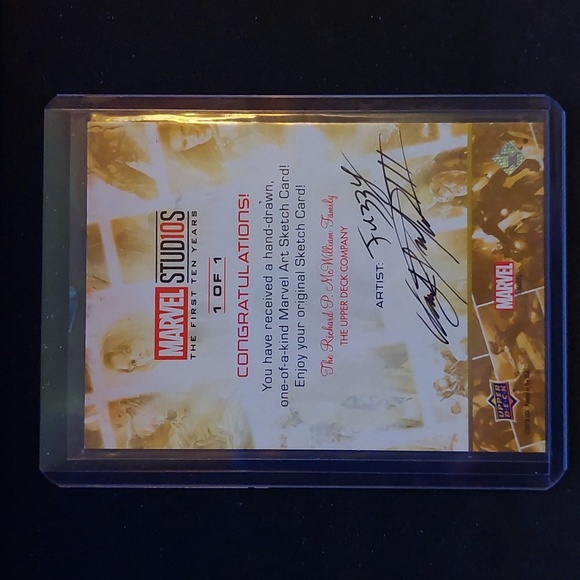 MARVEL STUDIOS
THE FIRST TEN YEARS
1 OF 1
CONGRATULATIONS!
You have received a hand-drawn,
one-of-a-kind Marvel Art Sketch Card!
Enjoy your original Sketch Card!
The Richard P. McWilliam Family
THE UPPER DECK COMPANY
ARTIST: Fuzzy
MARVEL
UPPER DECK